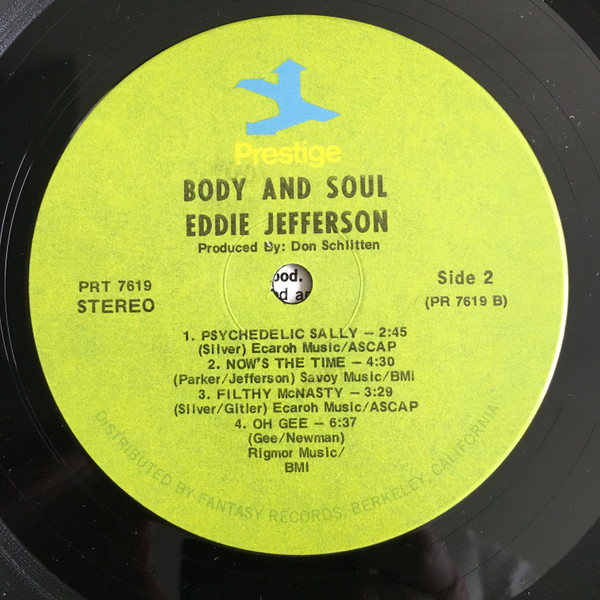 Prestige
BODY AND SOUL
EDDIE JEFFERSON
Produced By: Don Schlitten
PRT 7619
STEREO
Side 2
(PR 7619 B)
ood.
d a
1. PSYCHEDELIC SALLY – 2:45
(Silver) Ecaroh Music/ASCAP
2. NOW'S THE TIME – 4:30
(Parker/Jefferson) Savoy Music/BMI
3. FILTHY McNASTY – 3:29
(Silver/Gitler) Ecaroh Music/ASCAP
4. OH GEE – 6:37
(Gee/Newman)
Rigmor Music/
BMI
DISTRIBUTED BY FANTASY RECORDS, BERKELEY, CALIFORNIA